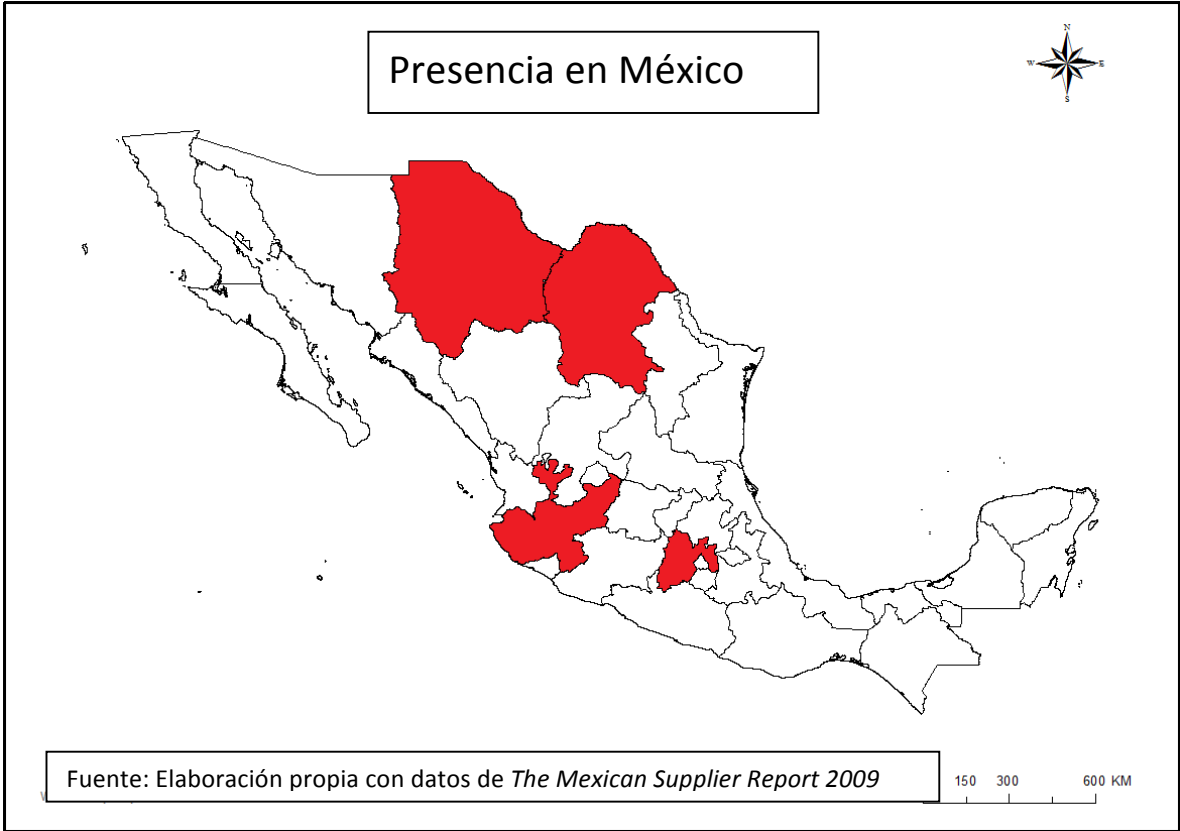 Presencia en México
N
W E
S
Fuente: Elaboración propia con datos de The Mexican Supplier Report 2009
150 300 600 KM